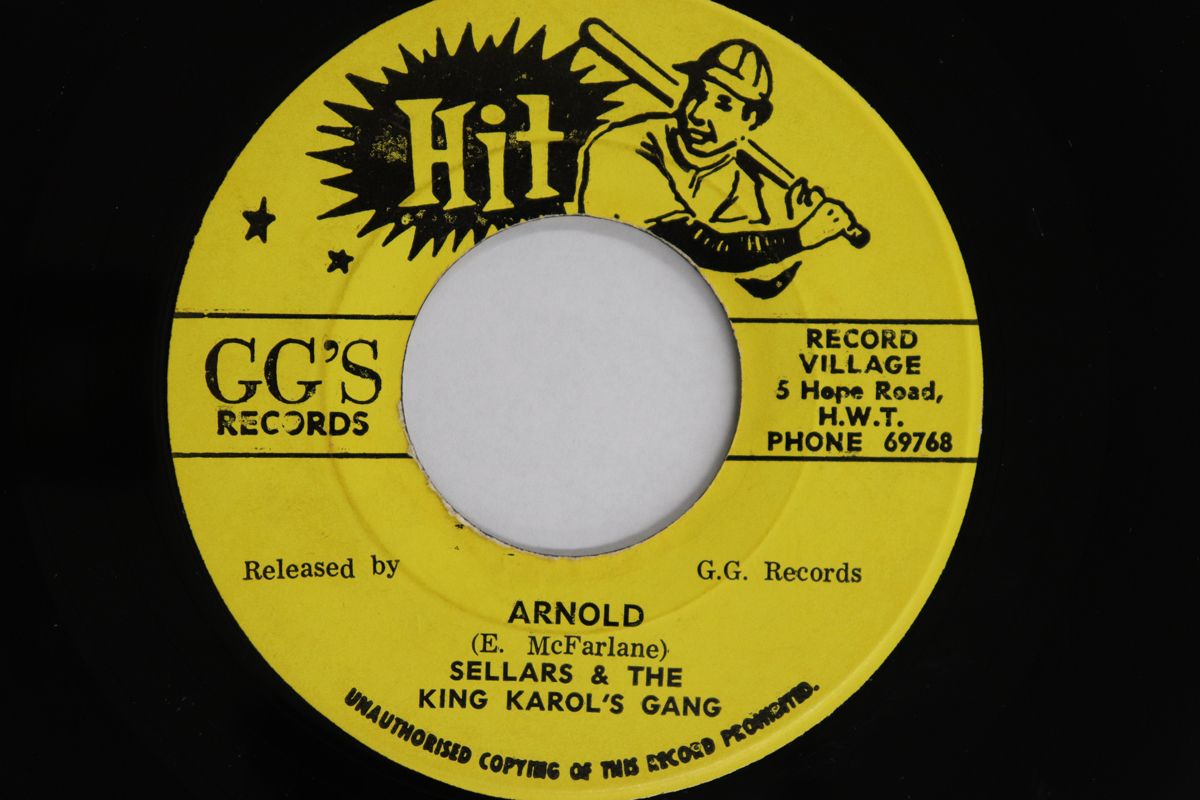 Hit
GG'S
RECORDS
RECORD
VILLAGE
5 Hope Road,
H.W.T.
PHONE 69768
Released by
G.G. Records
ARNOLD
(E. McFarlane)
SELLARS & THE
KING KAROL'S GANG
UNAUTHORISED COPYING OF THIS RECORD PROHIBITED.